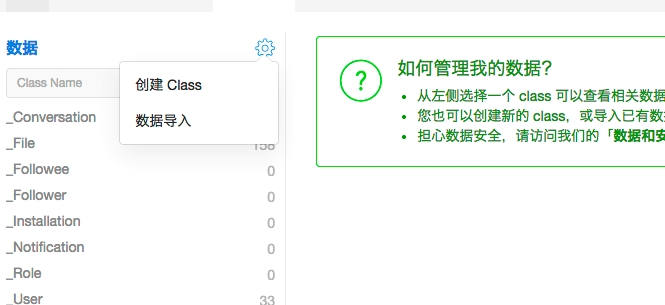 数据
Class Name
创建 Class
数据导入
_Conversation
_File 158
_Followee 0
_Follower 0
_Installation 0
_Notification 0
_Role 0
_User 33
?
如何管理我的数据?
• 从左侧选择一个 class 可以查看相关数据
• 您也可以创建新的 class，或导入已有数
• 担心数据安全，请访问我们的「数据和安